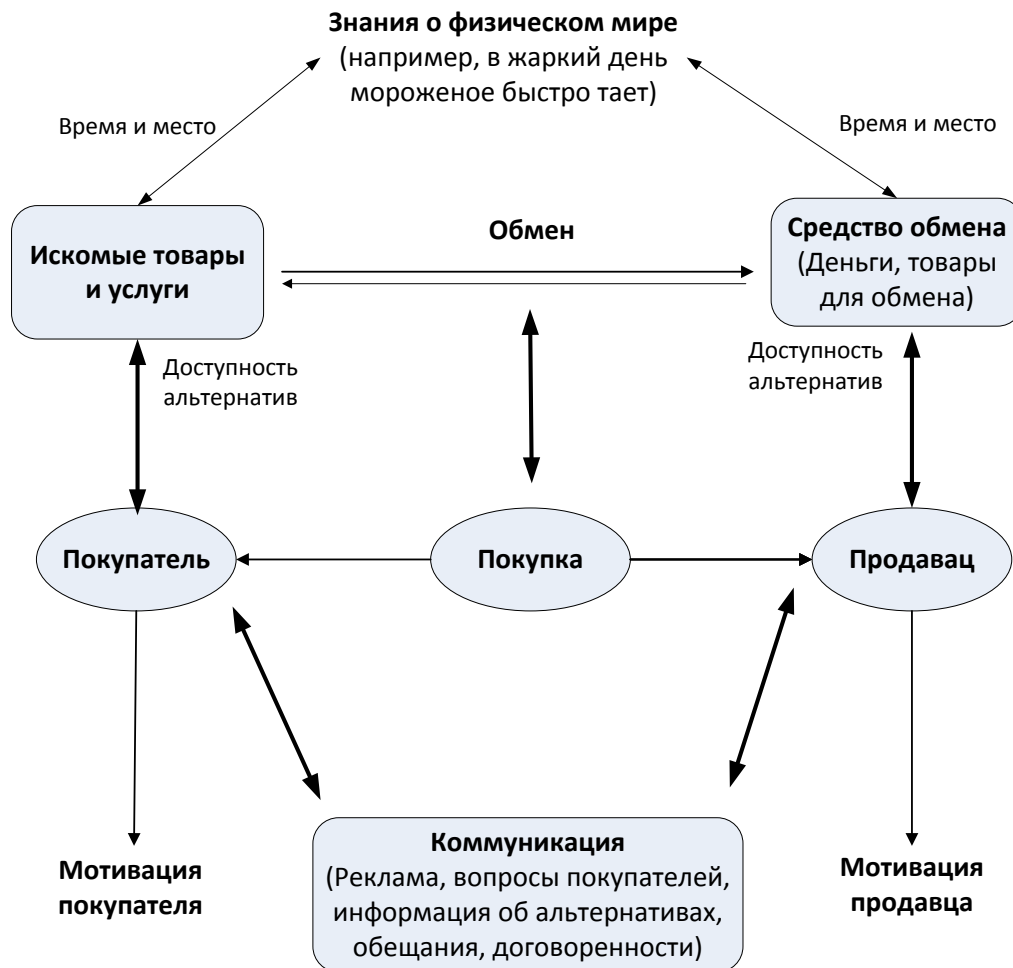 Знания о физическом мире
(например, в жаркий день
мороженое быстро тает)
Время и место
Время и место
Искомые товары
и услуги
Обмен
Средство обмена
(Деньги, товары
для обмена)
Доступность
альтернатив
Доступность
альтернатив
Покупатель
Покупка
Продавац
Мотивация
покупателя
Коммуникация
(Реклама, вопросы покупателей,
информация об альтернативах,
обещания, договоренности)
Мотивация
продавца